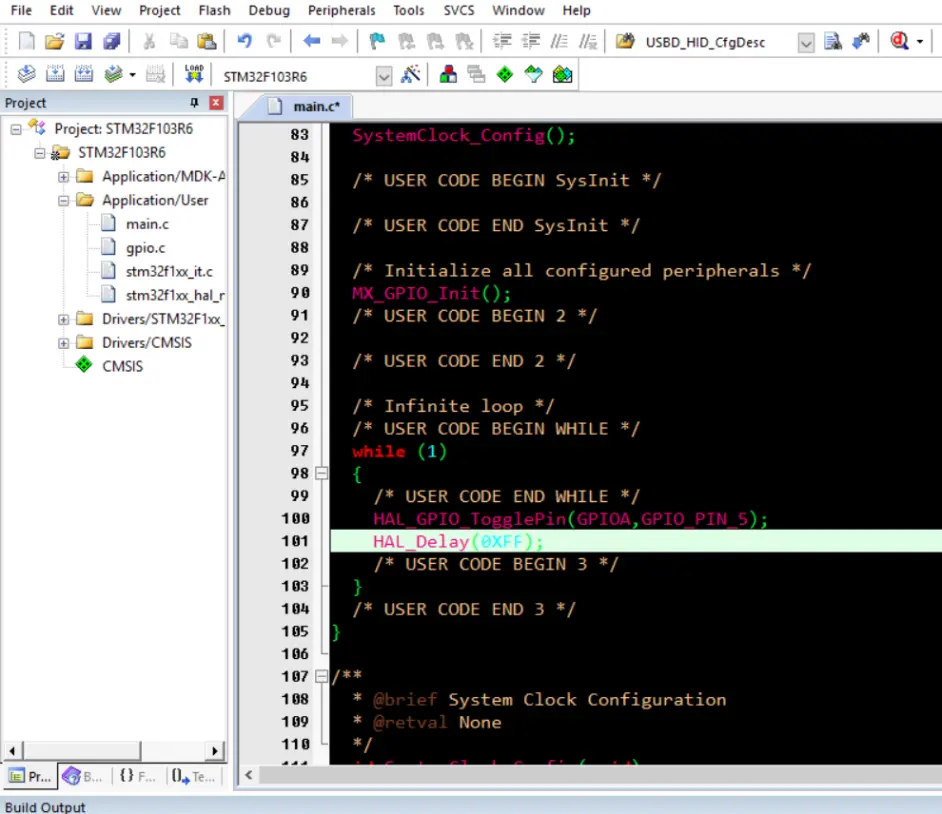 File Edit View Project Flash Debug Peripherals Tools SVCS Window Help
USBD_HID_CfgDesc
LOAD STM32F103R6
Project
main.c*
Project: STM32F103R6
STM32F103R6
Application/MDK-A
Application/User
main.c
gpio.c
stm32f1xx_it.c
stm32f1xx_hal_r
Drivers/STM32F1xx_
Drivers/CMSIS
CMSIS
83 SystemClock_Config();
84
85 /* USER CODE BEGIN SysInit */
86
87 /* USER CODE END SysInit */
88
89 /* Initialize all configured peripherals */
90 MX_GPIO_Init();
91 /* USER CODE BEGIN 2 */
92
93 /* USER CODE END 2 */
94
95 /* Infinite loop */
96 /* USER CODE BEGIN WHILE */
97 while (1)
98 {
99 /* USER CODE END WHILE */
100 HAL_GPIO_TogglePin(GPIOA,GPIO_PIN_5);
101 HAL_Delay(0XFF);
102 /* USER CODE BEGIN 3 */
103 }
104 /* USER CODE END 3 */
105 }
106
107 /**
108 * @brief System Clock Configuration
109 * @retval None
110 */
Pr... B... {} F... Te...
Build Output